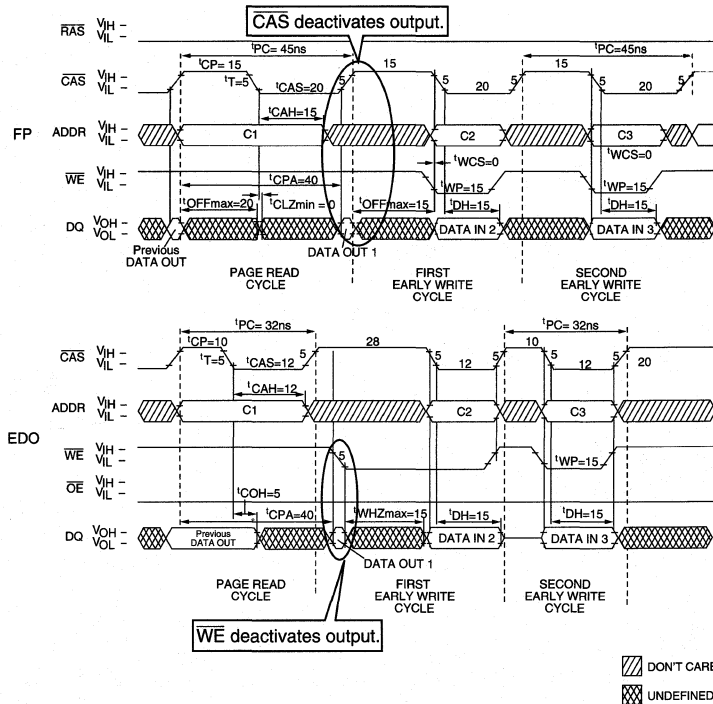 CAS deactivates output.
RAS VIH –
VIL –
tPC= 45ns
tPC=45ns
tCP= 15
15
15
CAS VIH –
VIL –
tT=5
tCAS=20
5
5
20
5
20
5
tCAH=15
FP
ADDR VIH –
VIL –
C1
C2
C3
tWCS=0
tWCS=0
WE VIH –
VIL –
tCPA=40
tWP=15
tWP=15
tOFFmax=20
tCLZmin = 0
tOFFmax=15
tDH=15
tDH=15
DQ VOH –
VOL –
DATA IN 2
DATA IN 3
Previous
DATA OUT
DATA OUT 1
PAGE READ
CYCLE
FIRST
EARLY WRITE
CYCLE
SECOND
EARLY WRITE
CYCLE
tPC= 32ns
tPC= 32ns
tCP=10
28
10
CAS VIH –
VIL –
tT=5
tCAS=12
5
5
12
5
5
12
5
20
tCAH=12
ADDR VIH –
VIL –
C1
C2
C3
EDO
WE VIH –
VIL –
5
tWP=15
OE VIH –
VIL –
tCOH=5
tCPA=40
tWHZmax=15
tDH=15
tDH=15
DQ VOH –
VOL –
Previous
DATA OUT
DATA IN 2
DATA IN 3
DATA OUT 1
PAGE READ
CYCLE
FIRST
EARLY WRITE
CYCLE
SECOND
EARLY WRITE
CYCLE
WE deactivates output.
DON'T CARE
UNDEFINED